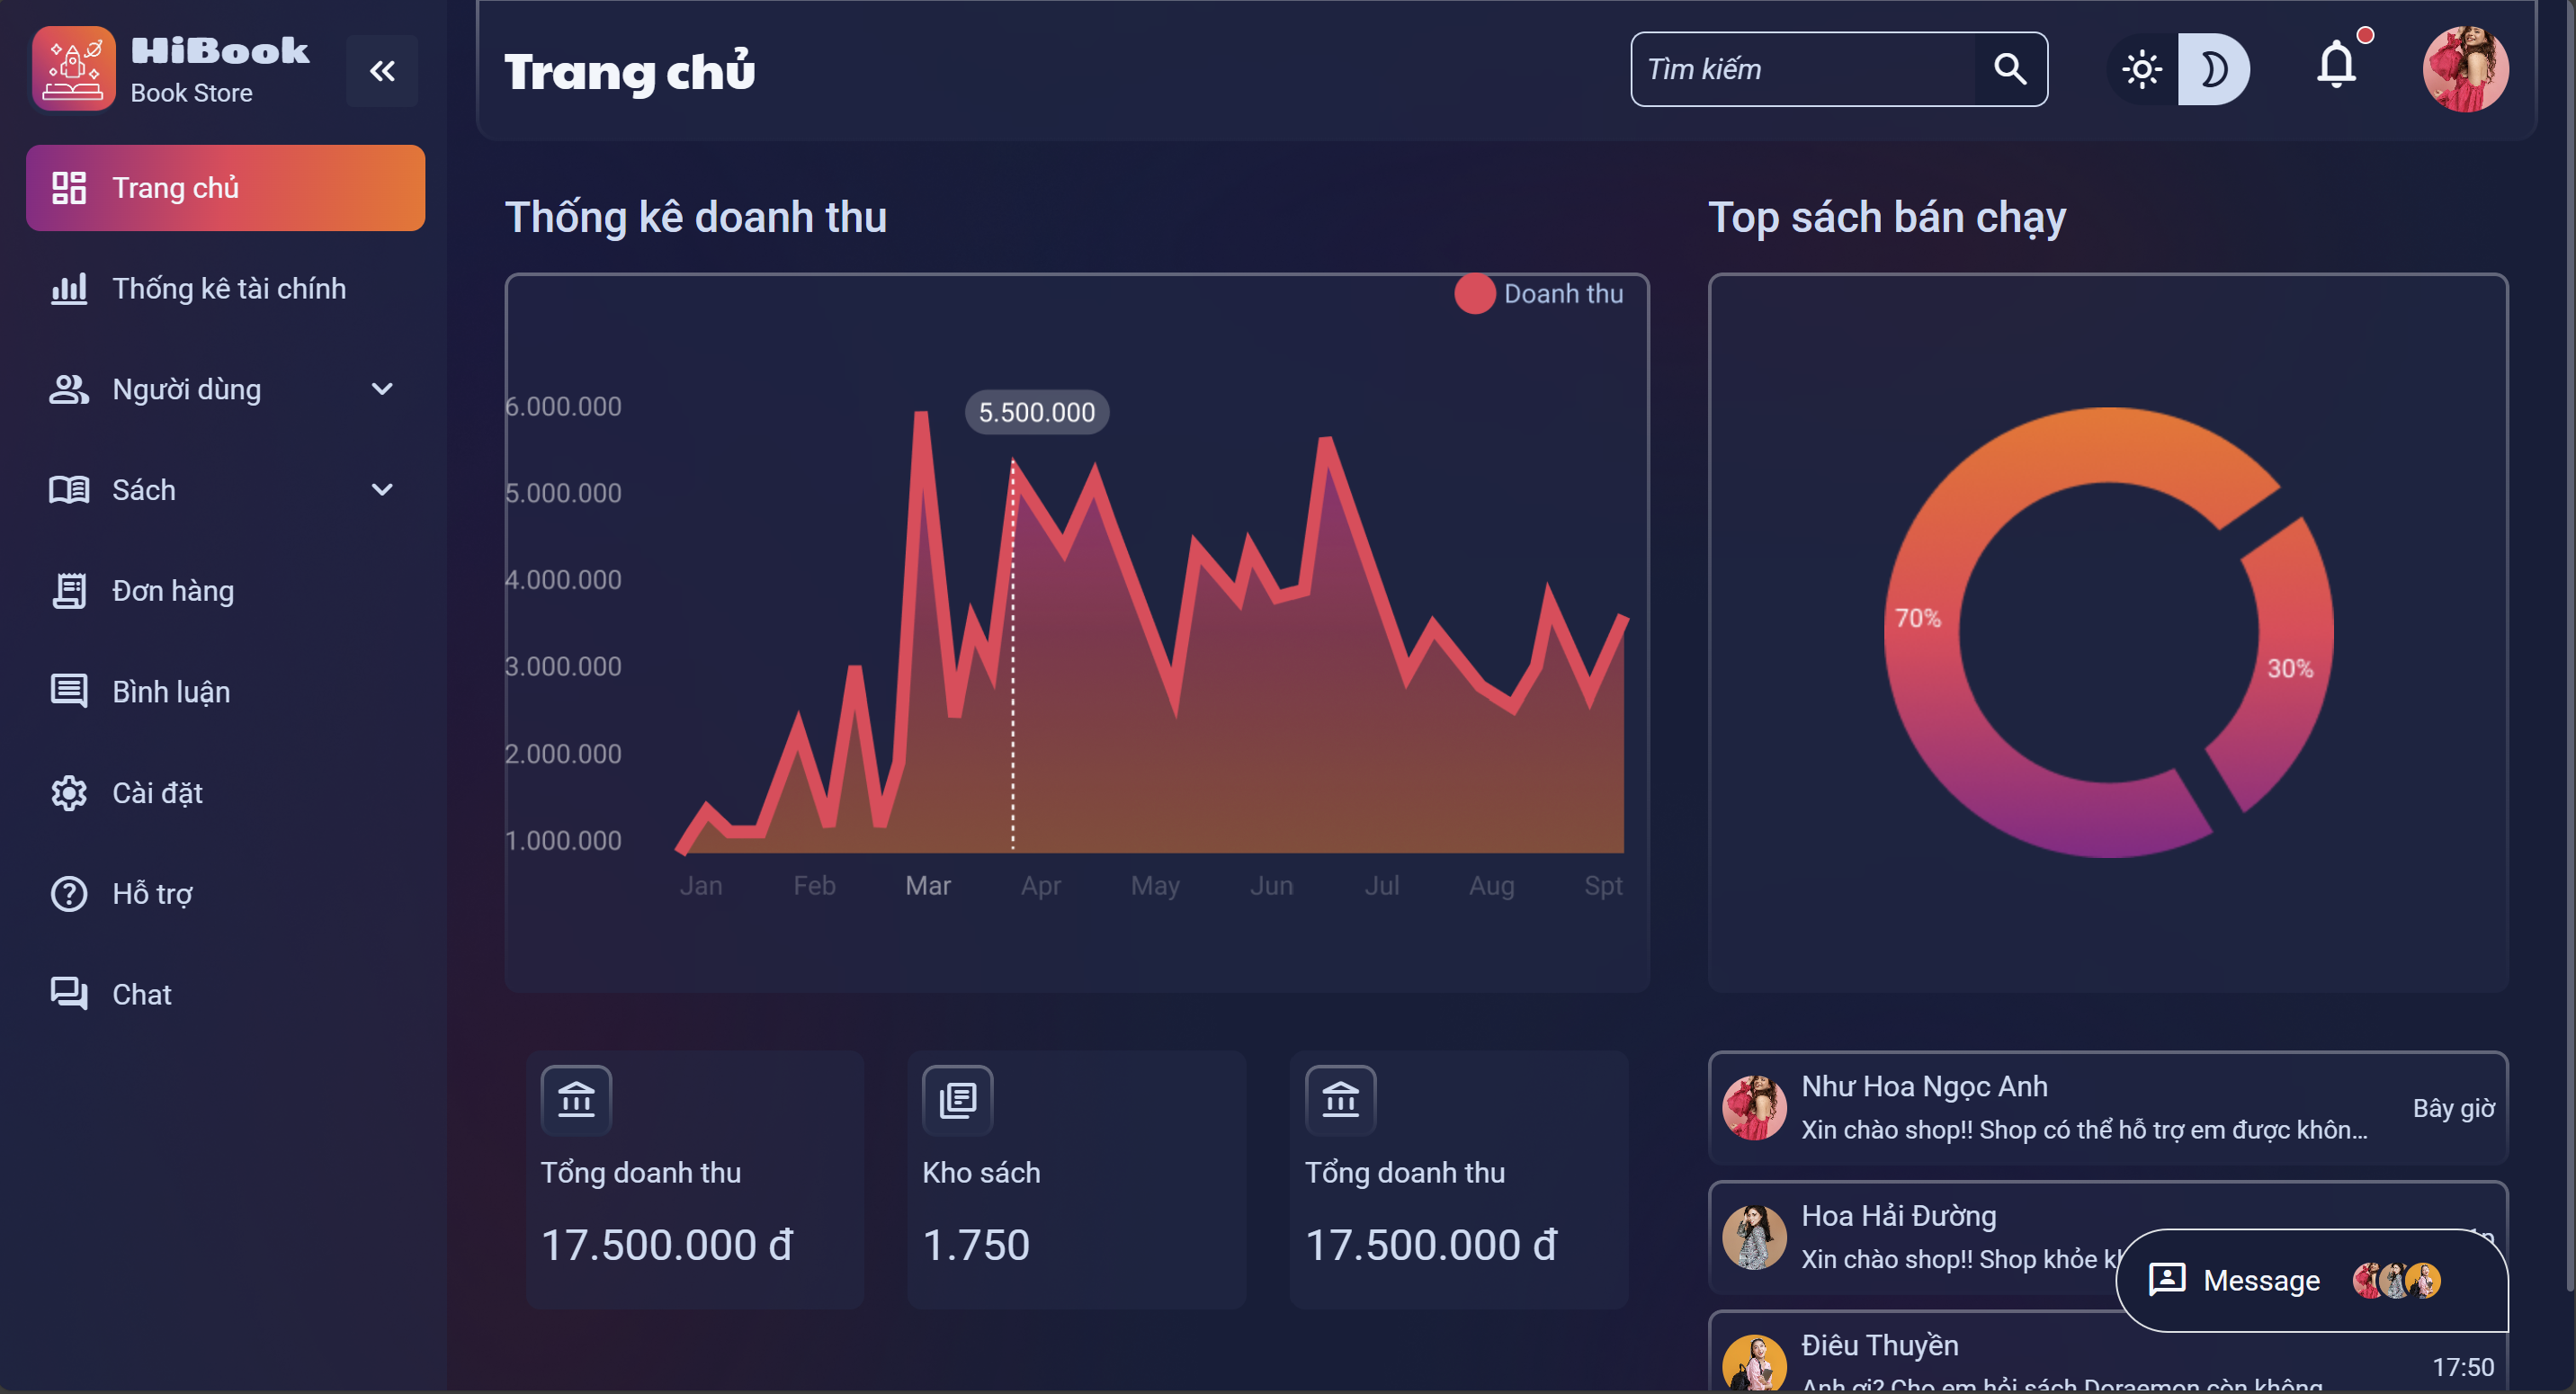 HiBook
Book Store
Trang chủ
Thống kê tài chính
Người dùng
Sách
Đơn hàng
Bình luận
Cài đặt
Hỗ trợ
Chat
Trang chủ
Tìm kiếm
Thống kê doanh thu
Doanh thu
6.000.000
5.500.000
5.000.000
4.000.000
3.000.000
2.000.000
1.000.000
Jan Feb Mar Apr May Jun Jul Aug Spt
Top sách bán chạy
70%
30%
Tổng doanh thu
17.500.000 đ
Kho sách
1.750
Tổng doanh thu
17.500.000 đ
Như Hoa Ngọc Anh
Xin chào shop!! Shop có thể hỗ trợ em được khôn...
Bây giờ
Hoa Hải Đường
Xin chào shop!! Shop khỏe
Message
Điêu Thuyền
Anh ơi? Cho em hỏi sách Doraemon còn không
17:50